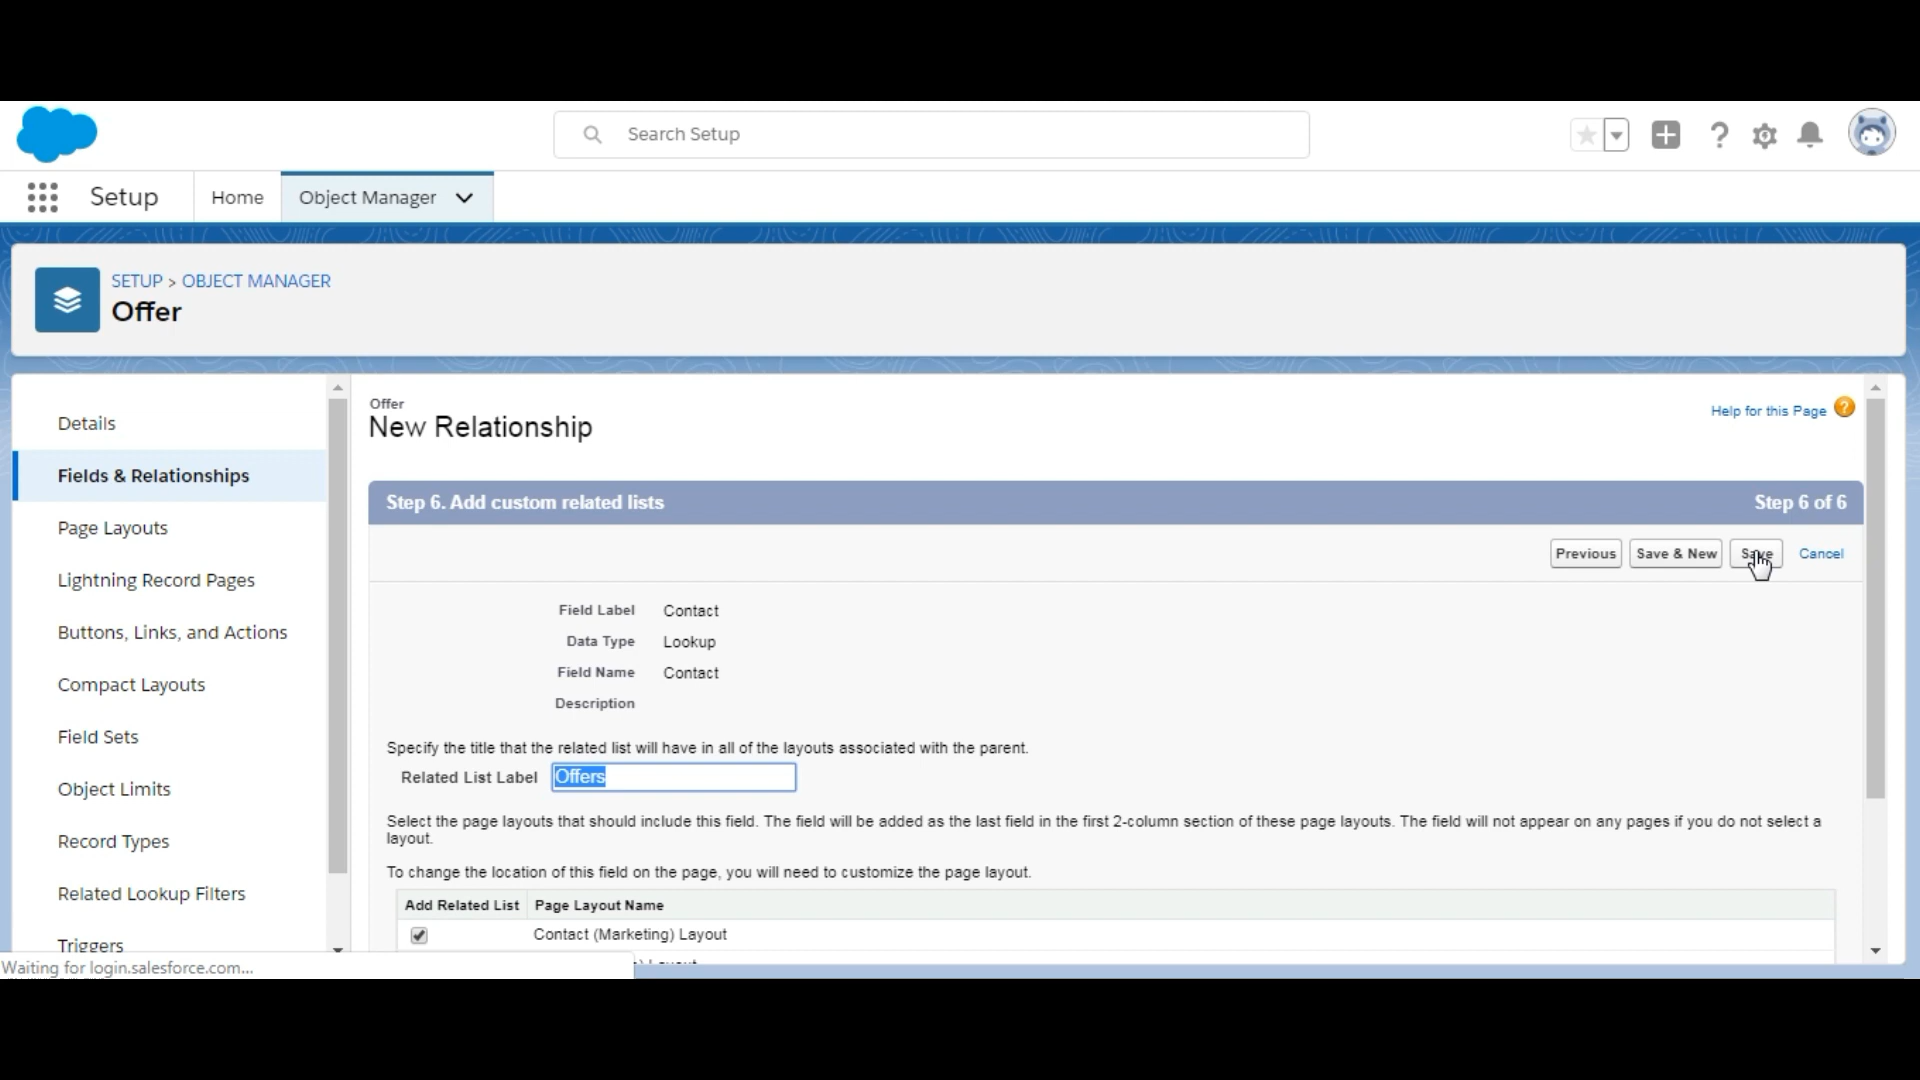 Search Setup
Setup
Home
Object Manager
SETUP > OBJECT MANAGER
Offer
Details
Fields & Relationships
Page Layouts
Lightning Record Pages
Buttons, Links, and Actions
Compact Layouts
Field Sets
Object Limits
Record Types
Related Lookup Filters
Triggers
Offer
New Relationship
Help for this Page ?
Step 6. Add custom related lists
Step 6 of 6
Previous
Save & New
Save
Cancel
Field Label Contact
Data Type Lookup
Field Name Contact
Description
Specify the title that the related list will have in all of the layouts associated with the parent.
Related List Label Offers
Select the page layouts that should include this field. The field will be added as the last field in the first 2-column section of these page layouts. The field will not appear on any pages if you do not select a
layout.
To change the location of this field on the page, you will need to customize the page layout.
Add Related List Page Layout Name
Contact (Marketing) Layout
Waiting for login.salesforce.com...